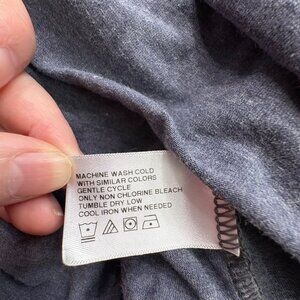 MACHINE WASH COLD
WITH SIMILAR COLORS
GENTLE CYCLE
ONLY NON CHLORINE BLEACH
TUMBLE DRY LOW
COOL IRON WHEN NEEDED